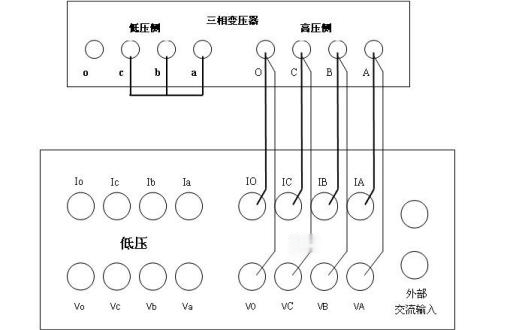 三相变压器
低压侧 高压侧
o c b a O C B A
Io Ic Ib Ia IO IC IB IA
低压
Vo Vc Vb Va VO VC VB VA
外部
交流输入